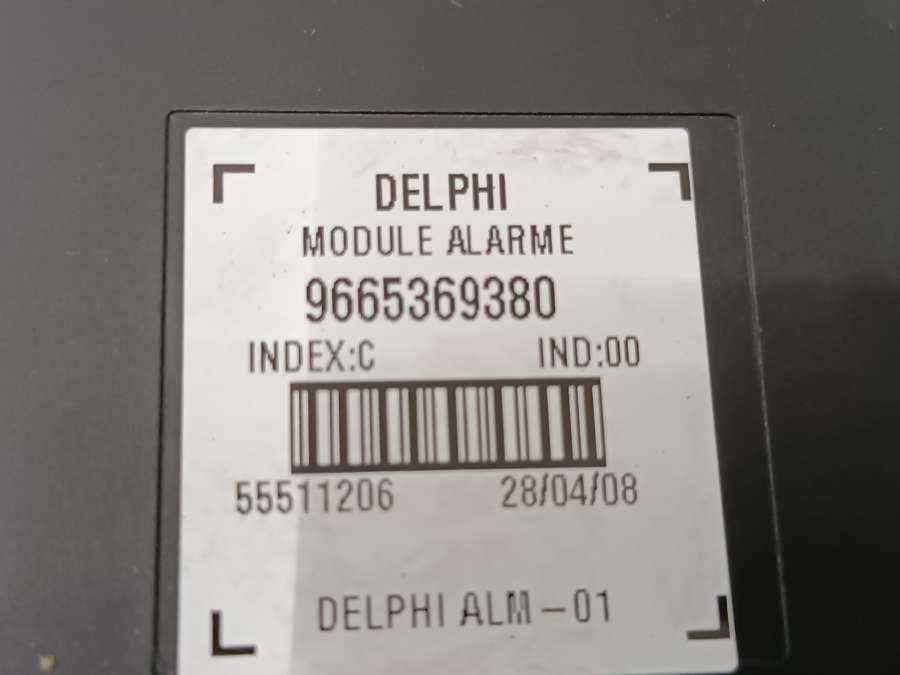 DELPHI
MODULE ALARME
9665369380
INDEX:C IND:00
55511206 28/04/08
DELPHI ALM-01